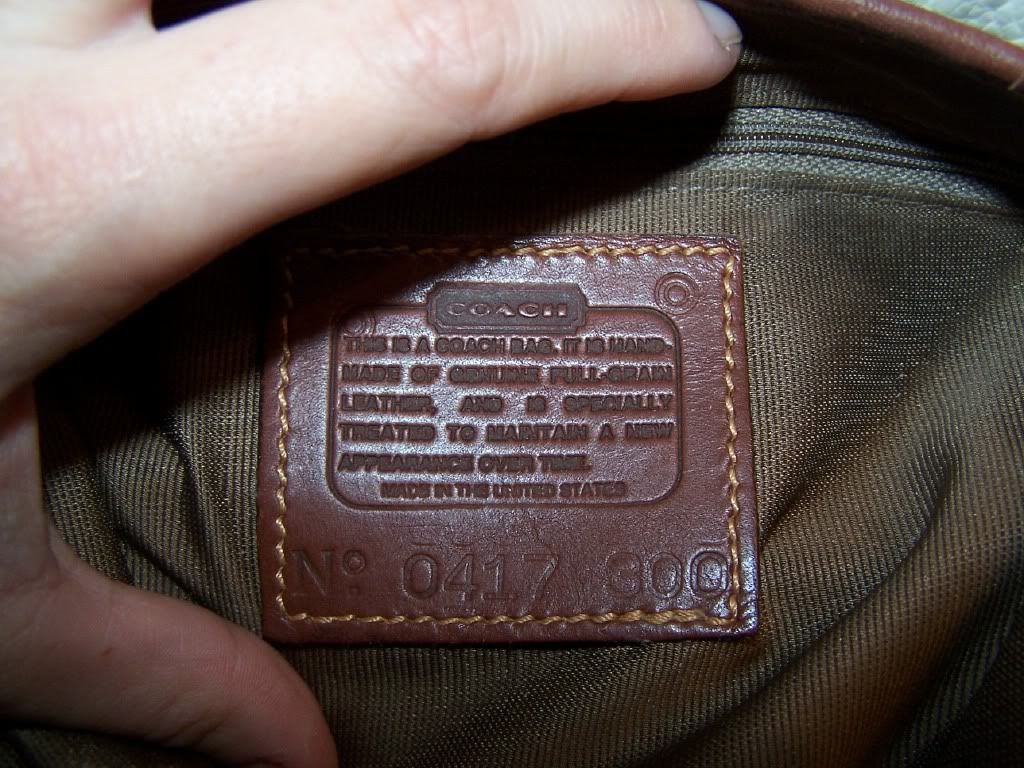 COACH
THIS IS A COACH BAG. IT IS HAND-
MADE OF GENUINE FULL-GRAIN
LEATHER, AND IS SPECIALLY
TREATED TO MAINTAIN A NEW
APPEARANCE OVER TIME.
MADE IN THE UNITED STATES
Nº 0417 300